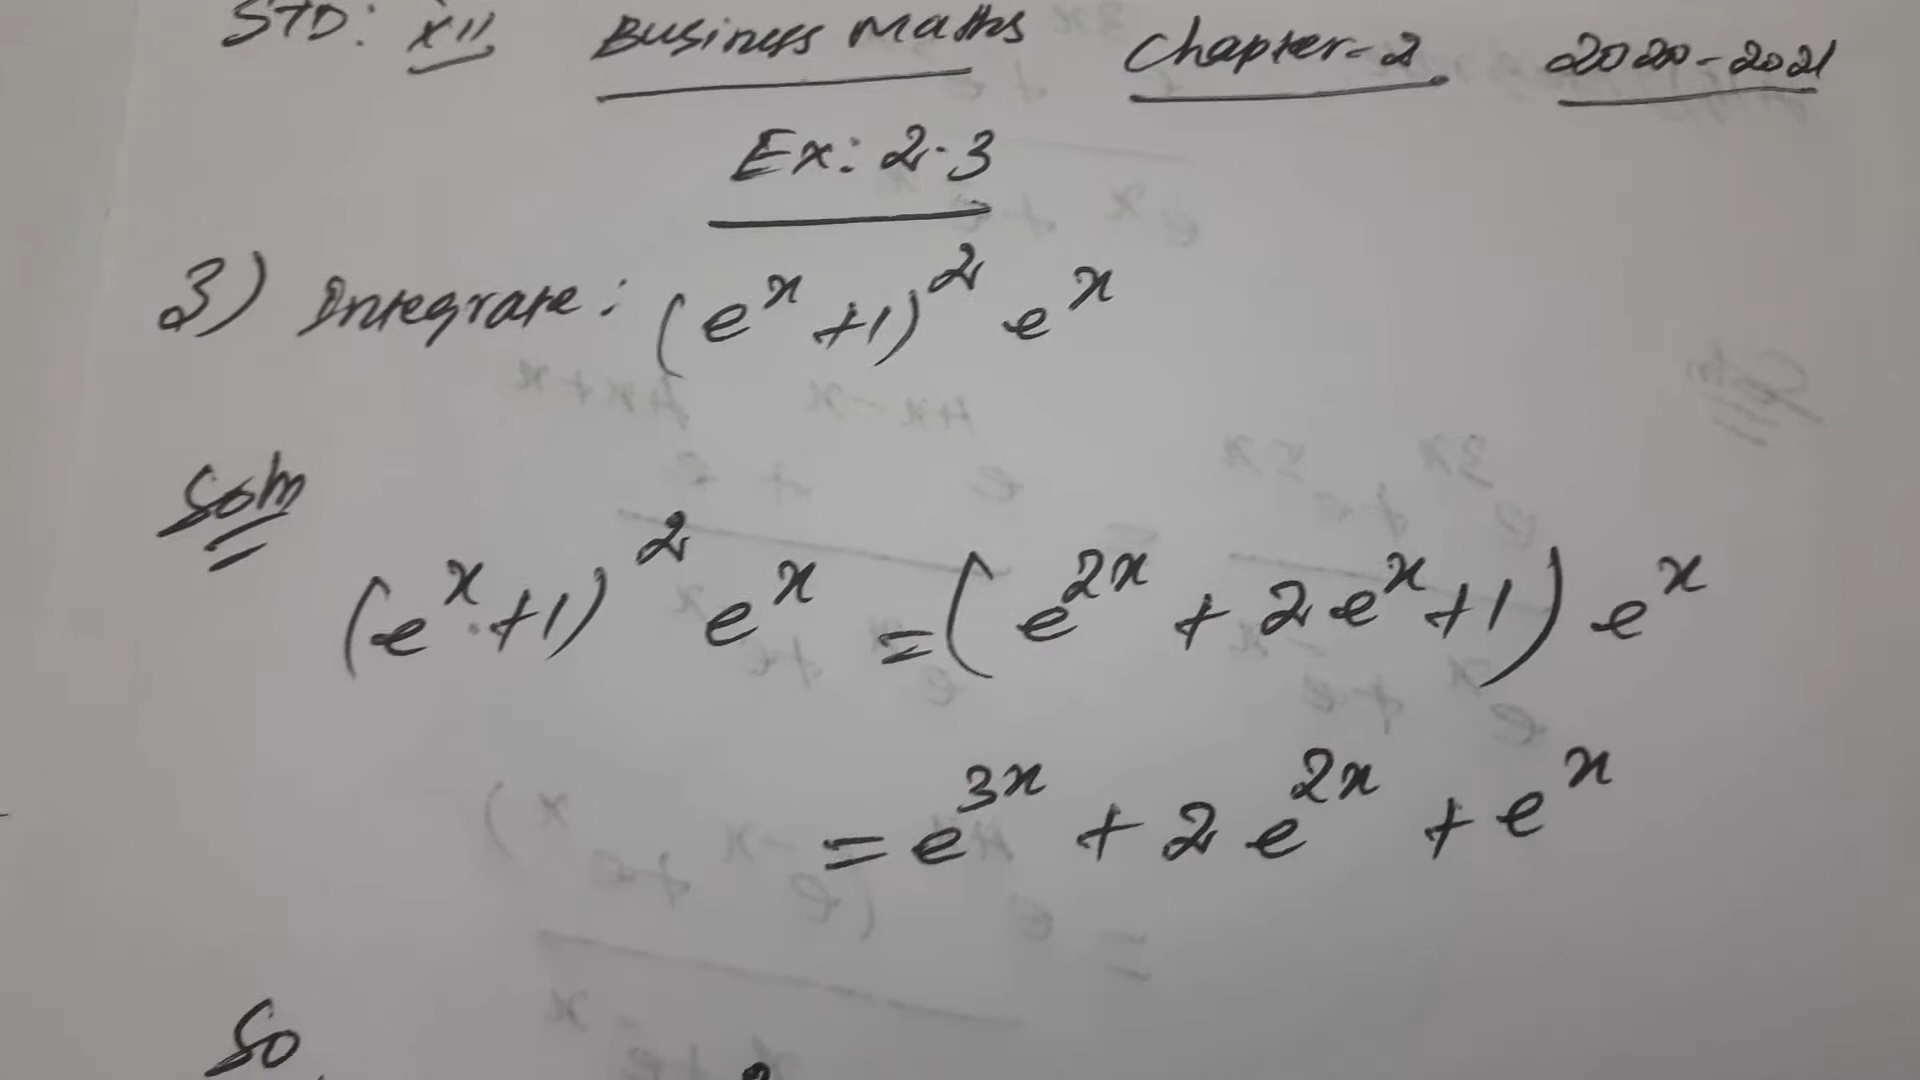 STD: XII Business Maths Chapter-2 2020-2021
Ex: 2.3
3) Integrate: (e^x +1)^2 e^x
Soln
(e^x +1)^2 e^x = (e^2x + 2e^x +1) e^x
= e^3x + 2e^2x + e^x
So